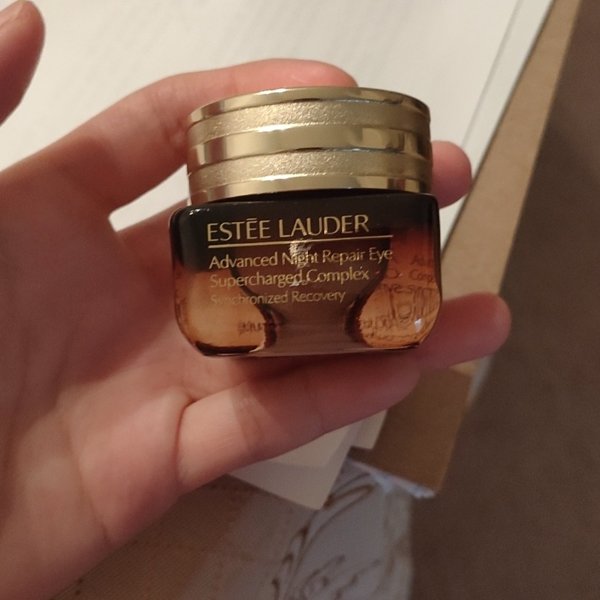 ESTĒE LAUDER
Advanced Night Repair Eye
Supercharged Complex
Synchronized Recovery